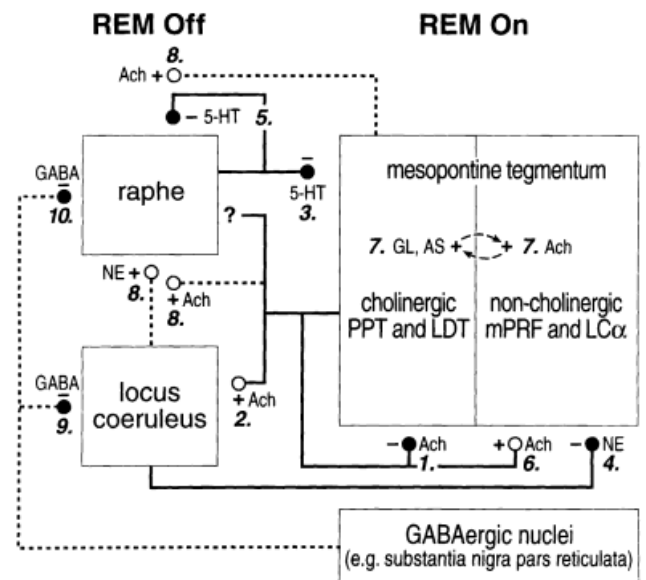 REM Off
REM On
8.
Ach +
− 5-HT 5.
GABA
−
10.
raphe
−
5-HT
3.
?
mesopontine tegmentum
7. GL, AS +
+ 7. Ach
NE +
8.
+ Ach
8.
cholinergic
PPT and LDT
non-cholinergic
mPRF and LCα
GABA
−
9.
locus
coeruleus
+ Ach
2.
− Ach
1.
+ Ach
6.
− NE
4.
GABAergic nuclei
(e.g. substantia nigra pars reticulata)